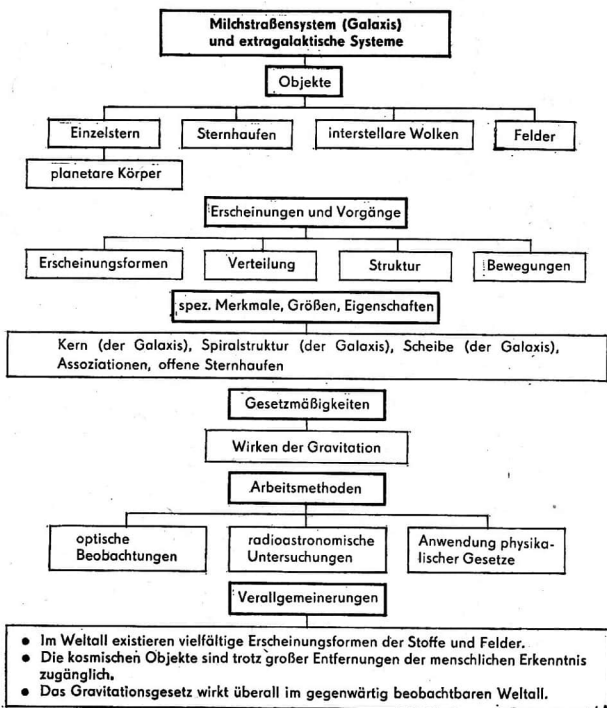 Milchstraßensystem (Galaxis)
und extragalaktische Systeme
Objekte
Einzelstern
Sternhaufen
interstellare Wolken
Felder
planetare Körper
Erscheinungen und Vorgänge
Erscheinungsformen
Verteilung
Struktur
Bewegungen
spez. Merkmale, Größen, Eigenschaften
Kern (der Galaxis), Spiralstruktur (der Galaxis), Scheibe (der Galaxis),
Assoziationen, offene Sternhaufen
Gesetzmäßigkeiten
Wirken der Gravitation
Arbeitsmethoden
optische
Beobachtungen
radioastronomische
Untersuchungen
Anwendung physika-
lischer Gesetze
Verallgemeinerungen
• Im Weltall existieren vielfältige Erscheinungsformen der Stoffe und Felder.
• Die kosmischen Objekte sind trotz großer Entfernungen der menschlichen Erkenntnis
zugänglich.
• Das Gravitationsgesetz wirkt überall im gegenwärtig beobachtbaren Weltall.